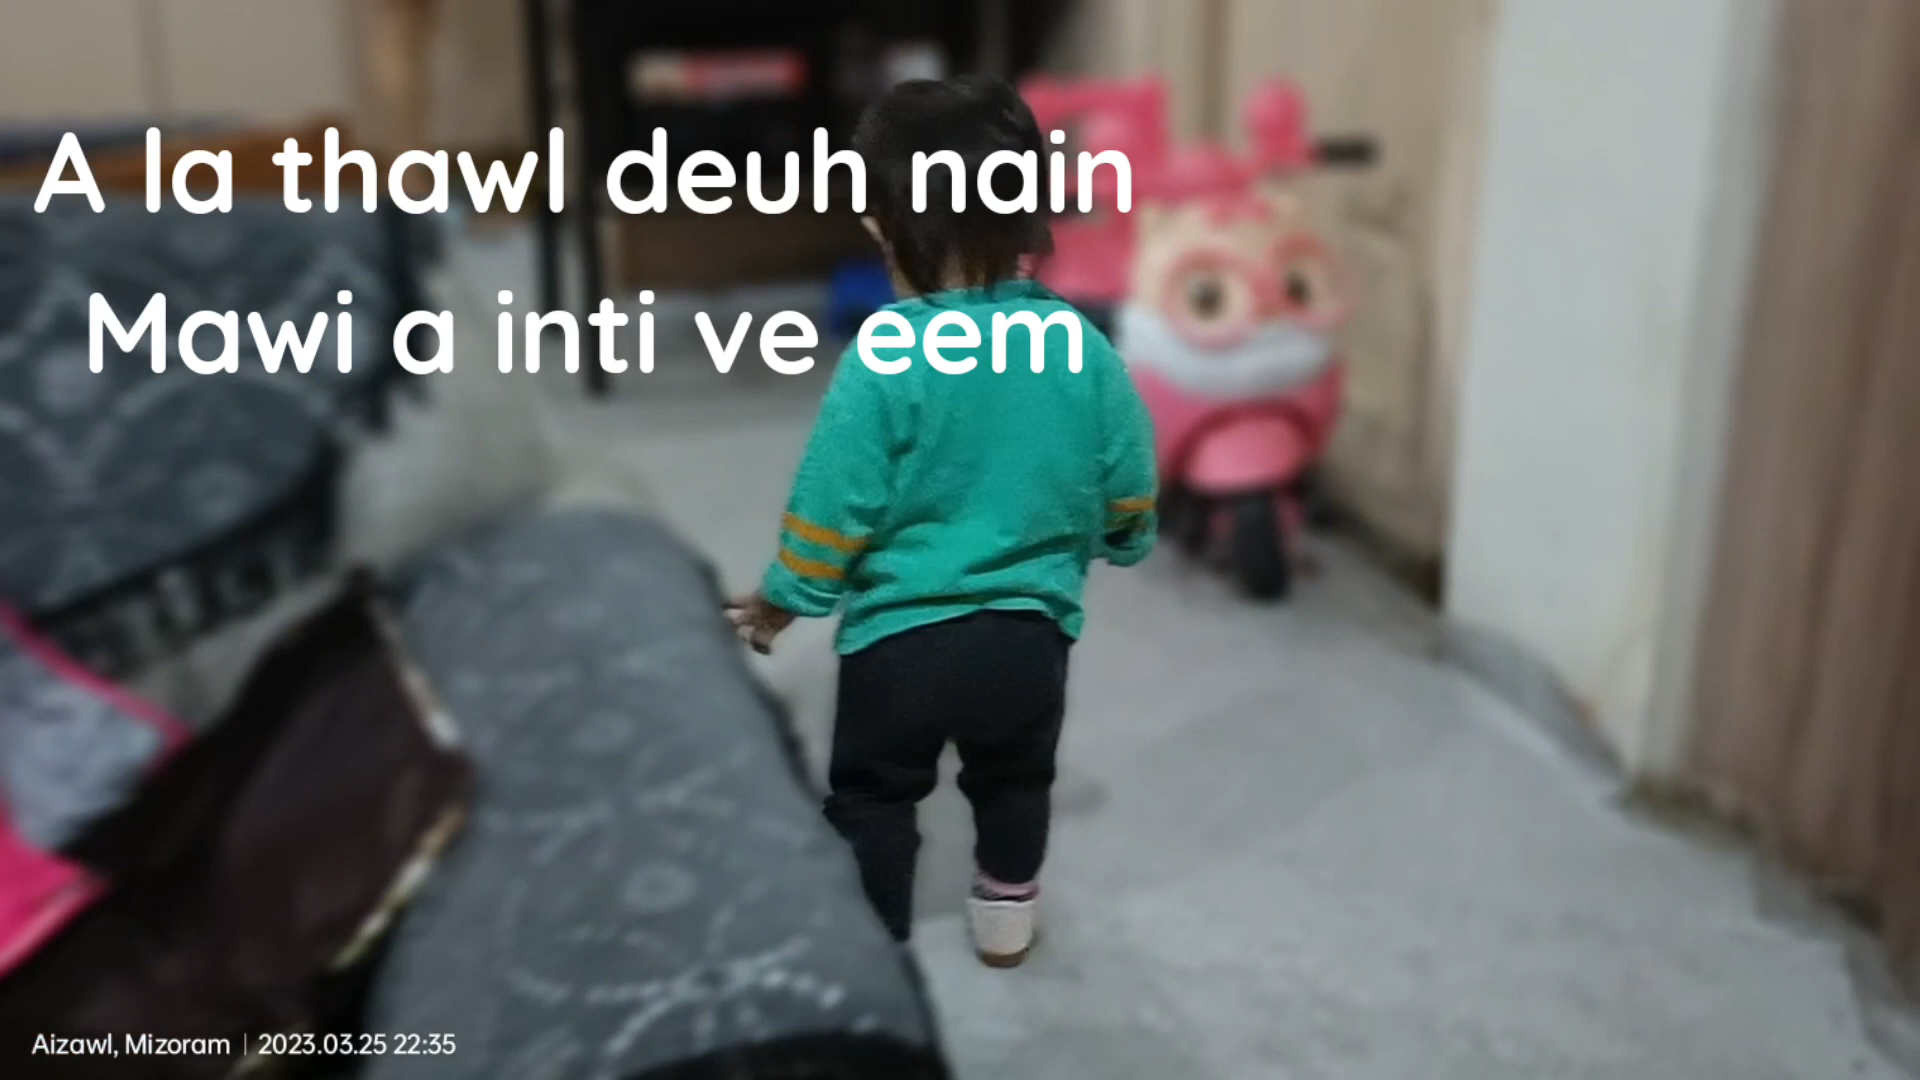 A la thawl deuh nain
Mawi a inti ve eem
Aizawl, Mizoram | 2023.03.25 22:35